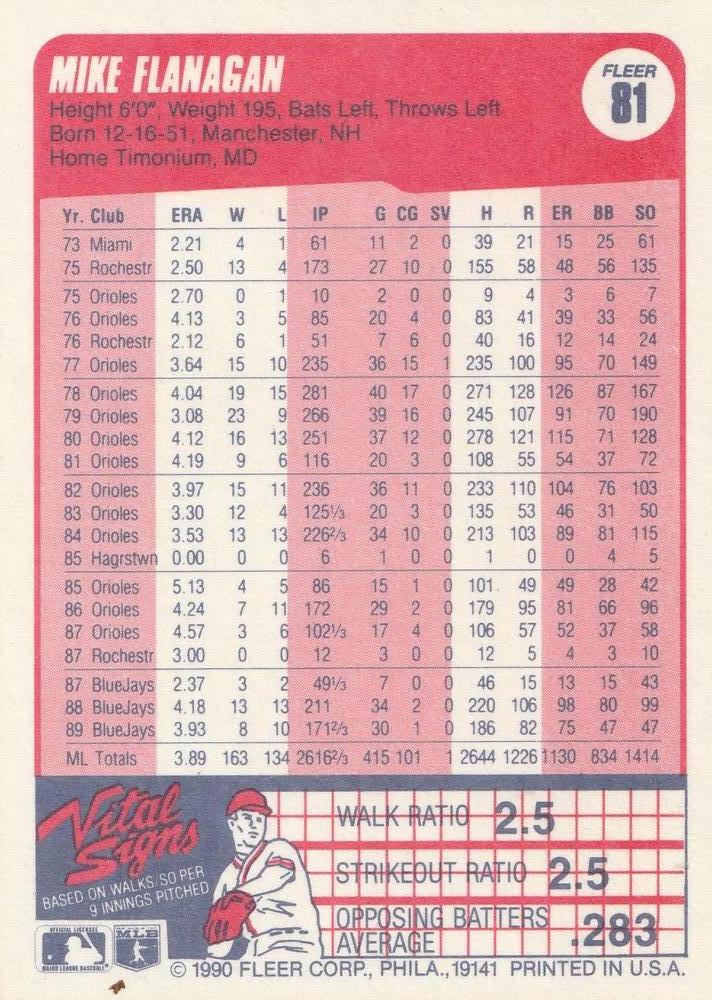 MIKE FLANAGAN
FLEER
81
Height 6'0", Weight 195, Bats Left, Throws Left
Born 12-16-51, Manchester, NH
Home Timonium, MD
Yr. Club ERA W L IP G CG SV H R ER BB SO
73 Miami 2.21 4 1 61 11 2 0 39 21 15 25 61
75 Rochestr 2.50 13 4 173 27 10 0 155 58 48 56 135
75 Orioles 2.70 0 1 10 2 0 0 9 4 3 6 7
76 Orioles 4.13 3 5 85 20 4 0 83 41 39 33 56
76 Rochestr 2.12 6 1 51 7 6 0 40 16 12 14 24
77 Orioles 3.64 15 10 235 36 15 1 235 100 95 70 149
78 Orioles 4.04 19 15 281 40 17 0 271 128 126 87 167
79 Orioles 3.08 23 9 266 39 16 0 245 107 91 70 190
80 Orioles 4.12 16 13 251 37 12 0 278 121 115 71 128
81 Orioles 4.19 9 6 116 20 3 0 108 55 54 37 72
82 Orioles 3.97 15 11 236 36 11 0 233 110 104 76 103
83 Orioles 3.30 12 4 125⅓ 20 3 0 135 53 46 31 50
84 Orioles 3.53 13 13 226⅔ 34 10 0 213 103 89 81 115
85 Hagrstwn 0.00 0 0 6 1 0 0 1 0 0 4 5
85 Orioles 5.13 4 5 86 15 1 0 101 49 49 28 42
86 Orioles 4.24 7 11 172 29 2 0 179 95 81 66 96
87 Orioles 4.57 3 6 102⅓ 17 4 0 106 57 52 37 58
87 Rochestr 3.00 0 0 12 3 0 0 12 5 4 3 10
87 BlueJays 2.37 3 2 49⅓ 7 0 0 46 15 13 15 43
88 BlueJays 4.18 13 13 211 34 2 0 220 106 98 80 99
89 BlueJays 3.93 8 10 171⅔ 30 1 0 186 82 75 47 47
ML Totals 3.89 163 134 2616⅔ 415 101 1 2644 1226 1130 834 1414
Vital Signs
BASED ON WALKS/SO PER
9 INNINGS PITCHED
WALK RATIO 2.5
STRIKEOUT RATIO 2.5
OPPOSING BATTERS
AVERAGE .283
OFFICIAL LICENSEE
MAJOR LEAGUE BASEBALL
MLB
© 1990 FLEER CORP., PHILA., 19141 PRINTED IN U.S.A.